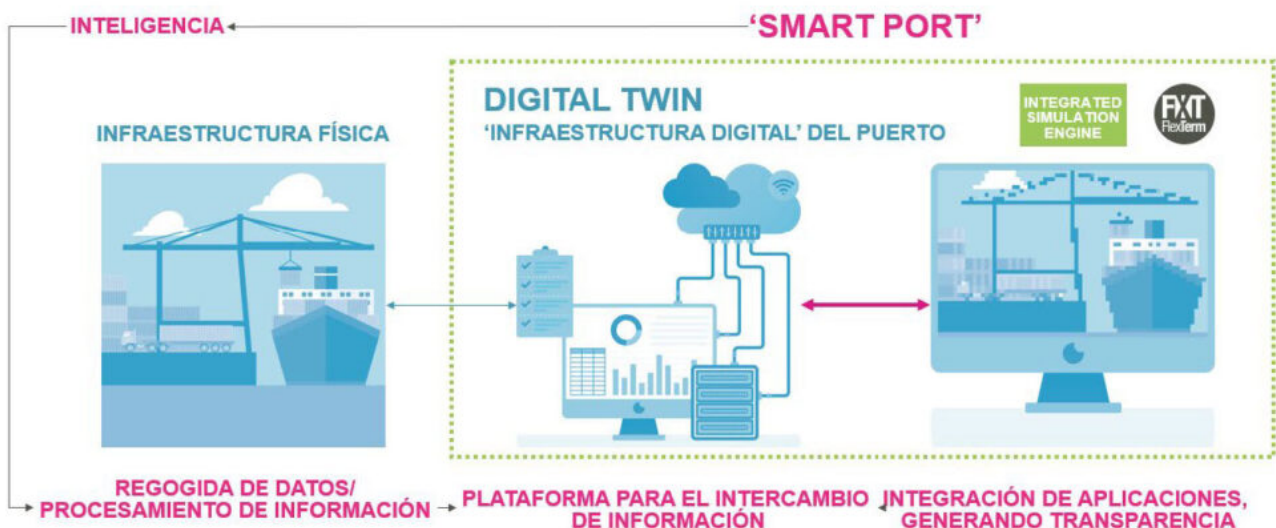 INTELIGENCIA
‘SMART PORT’
DIGITAL TWIN
‘INFRAESTRUCTURA DIGITAL’ DEL PUERTO
INTEGRATED
SIMULATION
ENGINE
FXT
FlexTerm
INFRAESTRUCTURA FÍSICA
REGOGIDA DE DATOS/
PROCESAMIENTO DE INFORMACIÓN
PLATAFORMA PARA EL INTERCAMBIO
DE INFORMACIÓN
INTEGRACIÓN DE APLICACIONES,
GENERANDO TRANSPARENCIA